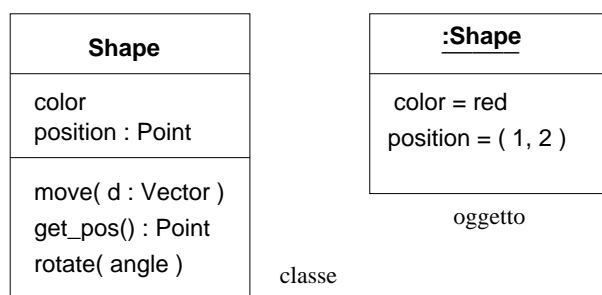 Shape
color
position : Point
move( d : Vector )
get_pos() : Point
rotate( angle )
classe
:Shape
color = red
position = ( 1, 2 )
oggetto